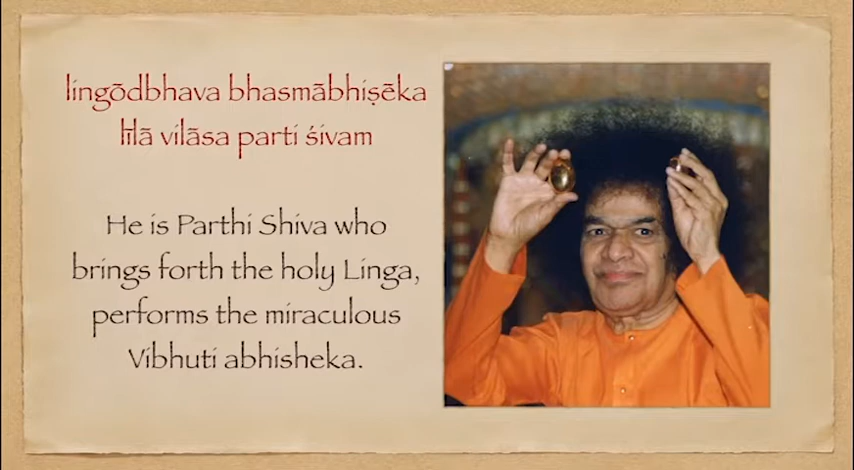 lingōdbhava bhasmābhiṣēka
līlā vilāsa parti śivam
He is Parthi Shiva who
brings forth the holy Linga,
performs the miraculous
Vibhuti abhisheka.